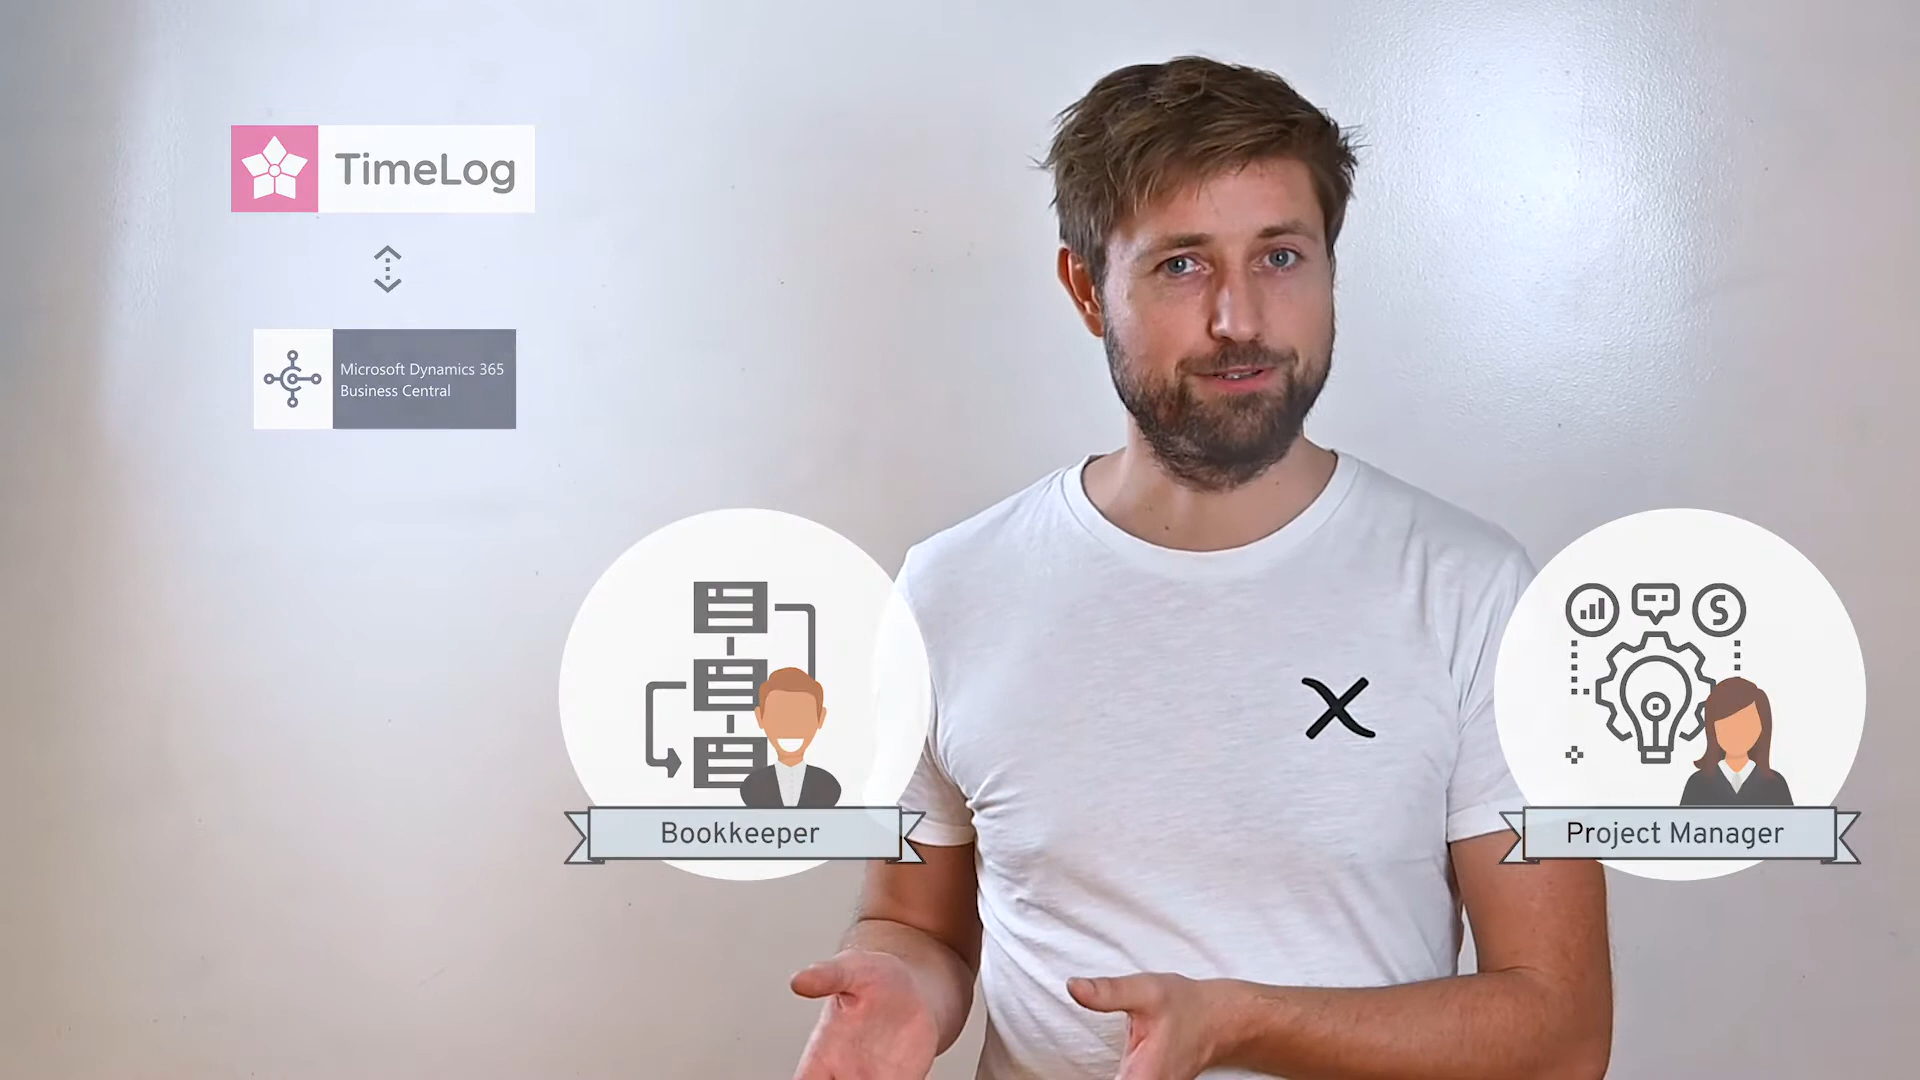 TimeLog
Microsoft Dynamics 365
Business Central
Bookkeeper
Project Manager
X